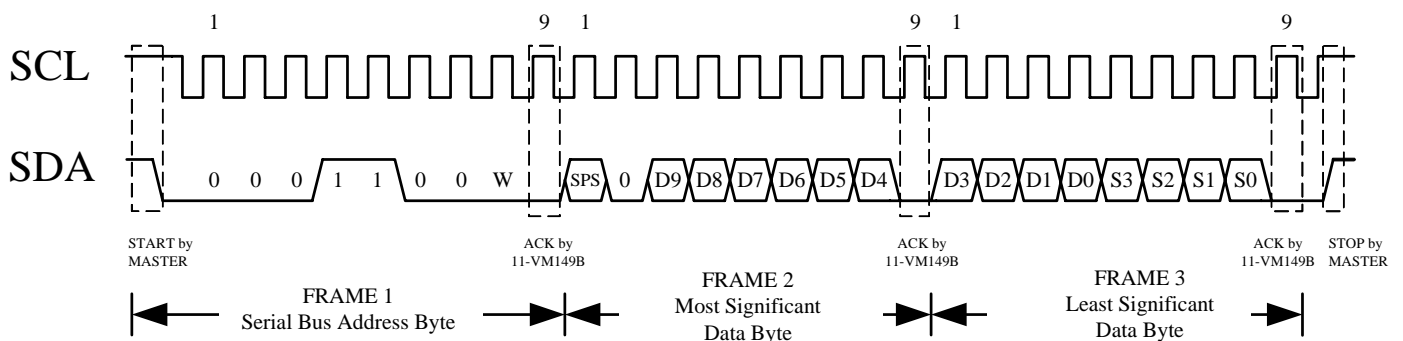 1 9 1 9 1 9
SCL
SDA
0 0 0 1 1 0 0 W SPS 0 D9 D8 D7 D6 D5 D4 D3 D2 D1 D0 S3 S2 S1 S0
START by
MASTER
ACK by
11-VM149B
ACK by
11-VM149B
ACK by
11-VM149B
STOP by
MASTER
FRAME 1
Serial Bus Address Byte
FRAME 2
Most Significant
Data Byte
FRAME 3
Least Significant
Data Byte